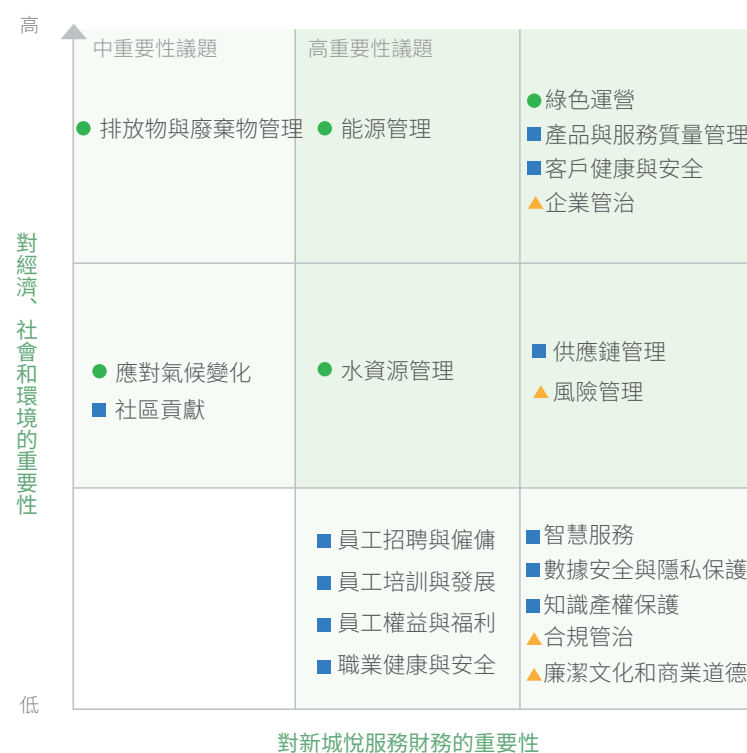 高
中重要性議題
高重要性議題
排放物與廢棄物管理
能源管理
綠色運營
產品與服務質量管理
客戶健康與安全
企業管治
對經濟、社會和環境的重要性
應對氣候變化
社區貢獻
水資源管理
供應鏈管理
風險管理
員工招聘與僱傭
員工培訓與發展
員工權益與福利
職業健康與安全
智慧服務
數據安全與隱私保護
知識產權保護
合規管治
廉潔文化和商業道德
低
對新城悅服務財務的重要性